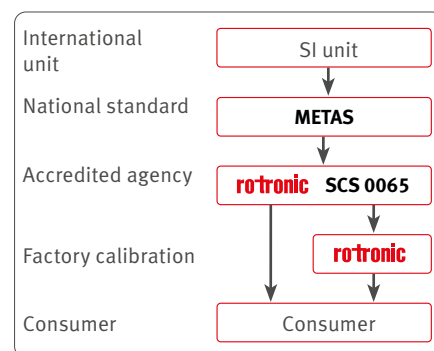 International
unit
SI unit
National standard
METAS
Accredited agency
rotronic SCS 0065
Factory calibration
rotronic
Consumer
Consumer